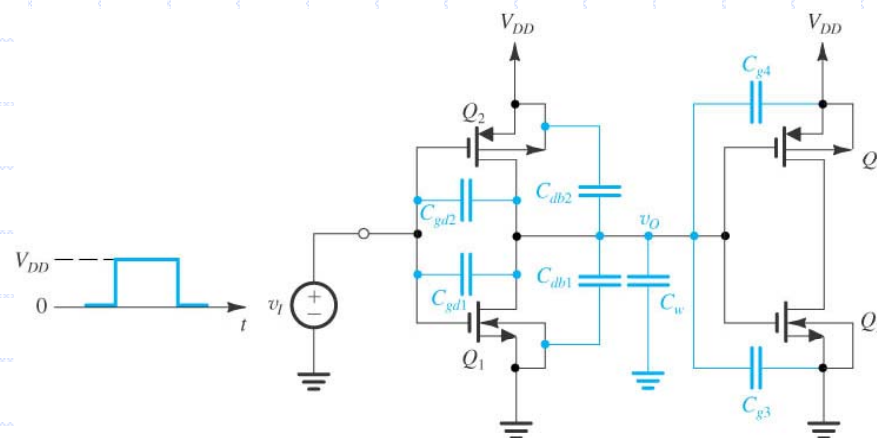 V_DD
V_DD
C_g4
Q_2
Q
C_db2
C_gd2
v_O
V_DD
0
t
v_I
C_gd1
C_db1
C_w
Q_1
Q
C_g3